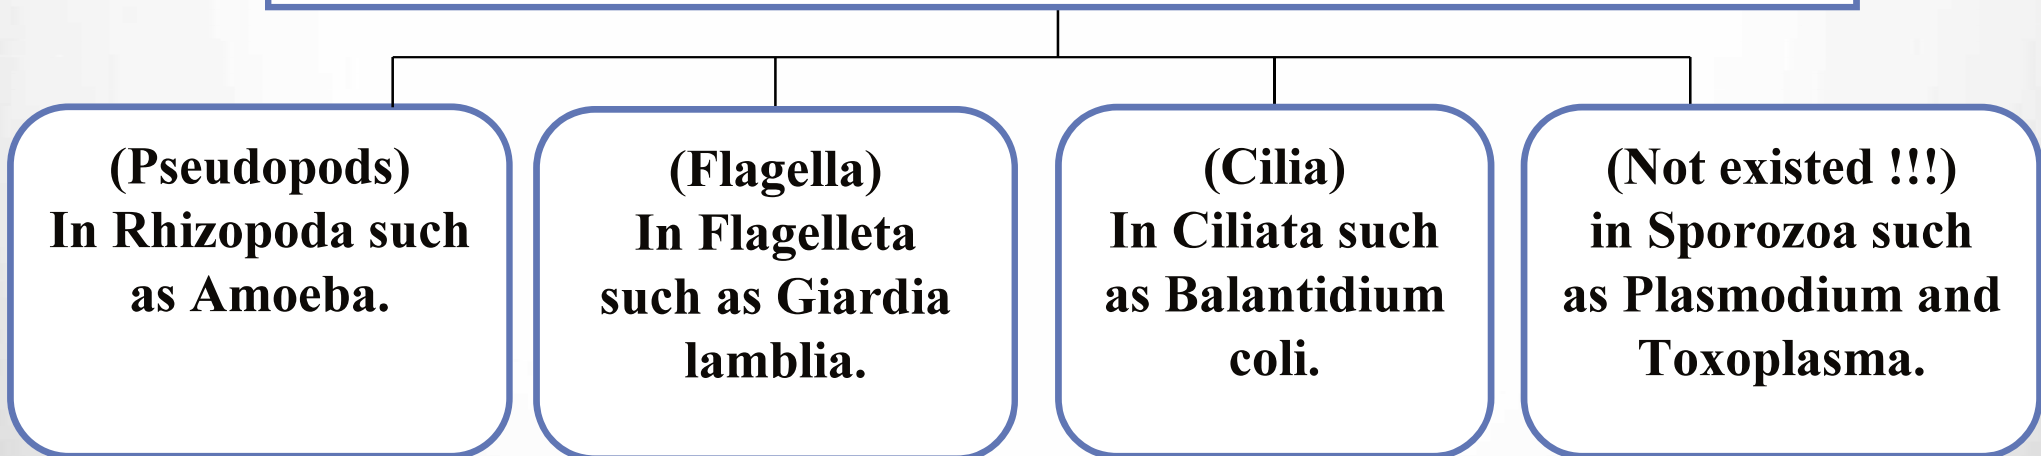 (Pseudopods)
In Rhizopoda such
as Amoeba.
(Flagella)
In Flagelleta
such as Giardia
lamblia.
(Cilia)
In Ciliata such
as Balantidium
coli.
(Not existed !!!)
in Sporozoa such
as Plasmodium and
Toxoplasma.